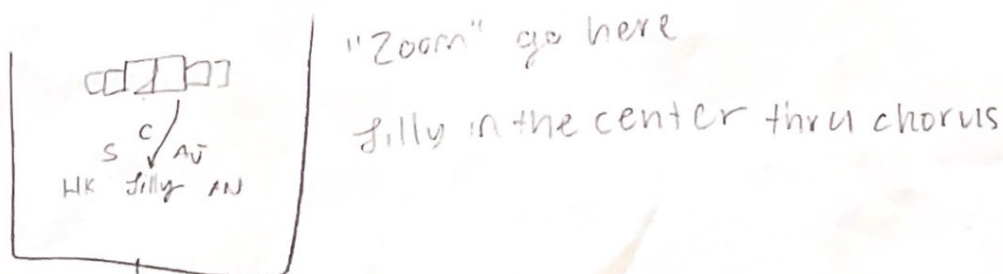 "Zoom" go here
Jilly in the center thru chorus
C
S AJ
HK Jilly AN